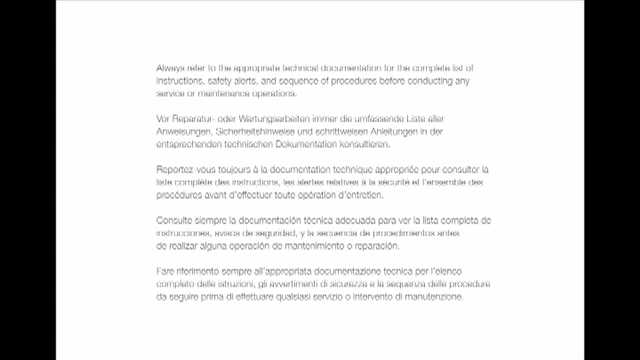 Always refer to the appropriate technical documentation for the complete list of
instructions, safety alerts, and sequence of procedures before conducting any
service or maintenance operations.
Vor Reparatur- oder Wartungsarbeiten immer die umfassende Liste aller
Anweisungen, Sicherheitshinweise und schrittweisen Anleitungen in der
entsprechenden technischen Dokumentation konsultieren.
Reportez-vous toujours à la documentation technique appropriée pour consulter la
liste complète des instructions, les alertes relatives à la sécurité et l'ensemble des
procédures avant d'effectuer toute opération d'entretien.
Consulte siempre la documentación técnica adecuada para ver la lista completa de
instrucciones, avisos de seguridad, y la secuencia de procedimientos antes
de realizar alguna operación de mantenimiento o reparación.
Fare riferimento sempre all'appropriata documentazione tecnica per l'elenco
completo delle istruzioni, gli avvertimenti di sicurezza e la sequenza delle procedure
da seguire prima di effettuare qualsiasi servizio o intervento di manutenzione.